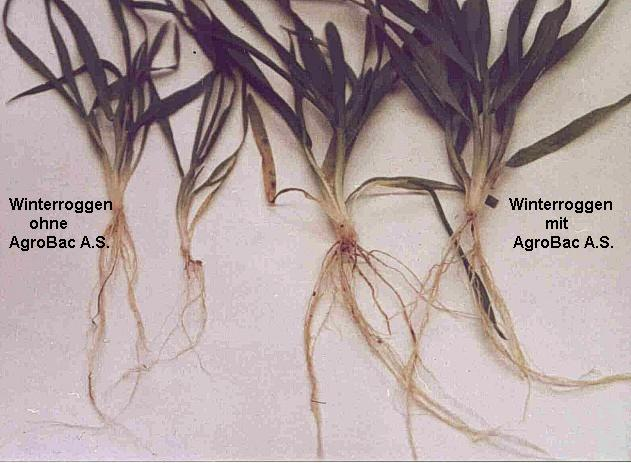 Winterroggen
ohne
AgroBac A.S.
Winterroggen
mit
AgroBac A.S.